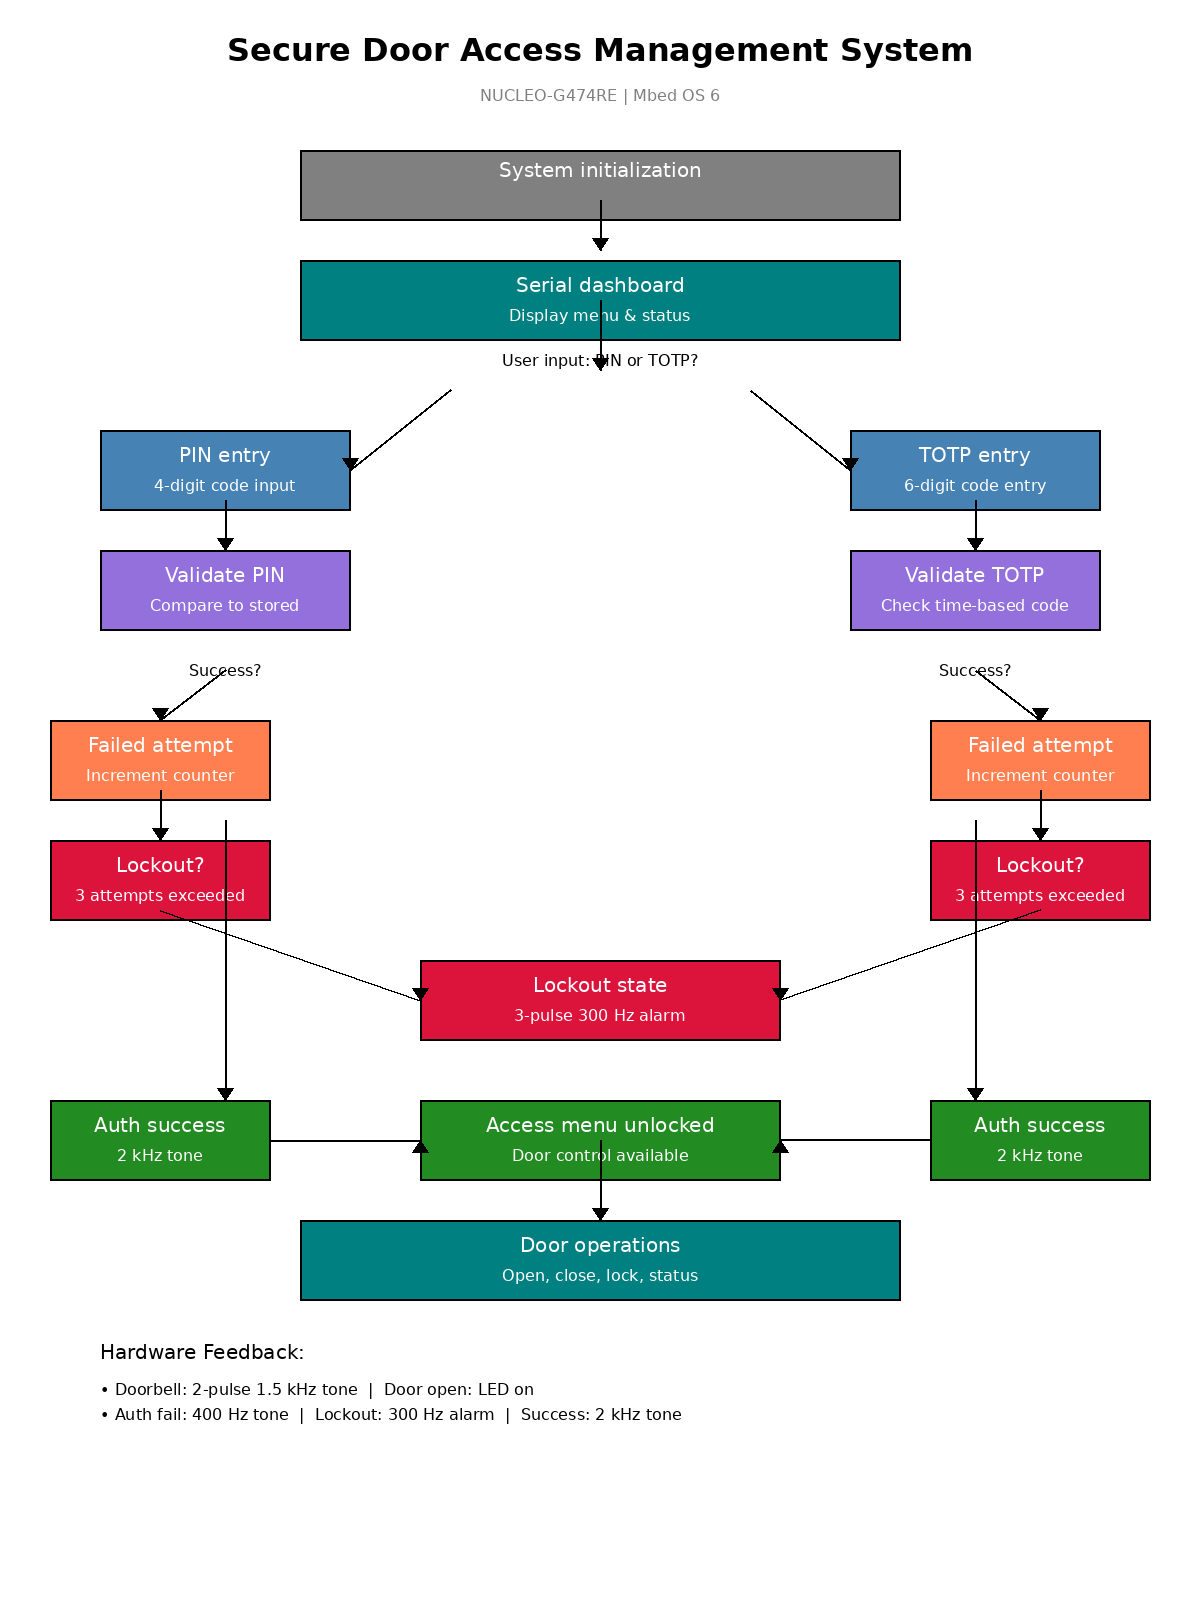 Secure Door Access Management System
NUCLEO-G474RE | Mbed OS 6
System initialization
Serial dashboard
Display menu & status
User input: PIN or TOTP?
PIN entry
4-digit code input
TOTP entry
6-digit code entry
Validate PIN
Compare to stored
Validate TOTP
Check time-based code
Success?
Success?
Failed attempt
Increment counter
Failed attempt
Increment counter
Lockout?
3 attempts exceeded
Lockout?
3 attempts exceeded
Lockout state
3-pulse 300 Hz alarm
Auth success
2 kHz tone
Access menu unlocked
Door control available
Auth success
2 kHz tone
Door operations
Open, close, lock, status
Hardware Feedback:
• Doorbell: 2-pulse 1.5 kHz tone | Door open: LED on
• Auth fail: 400 Hz tone | Lockout: 300 Hz alarm | Success: 2 kHz tone